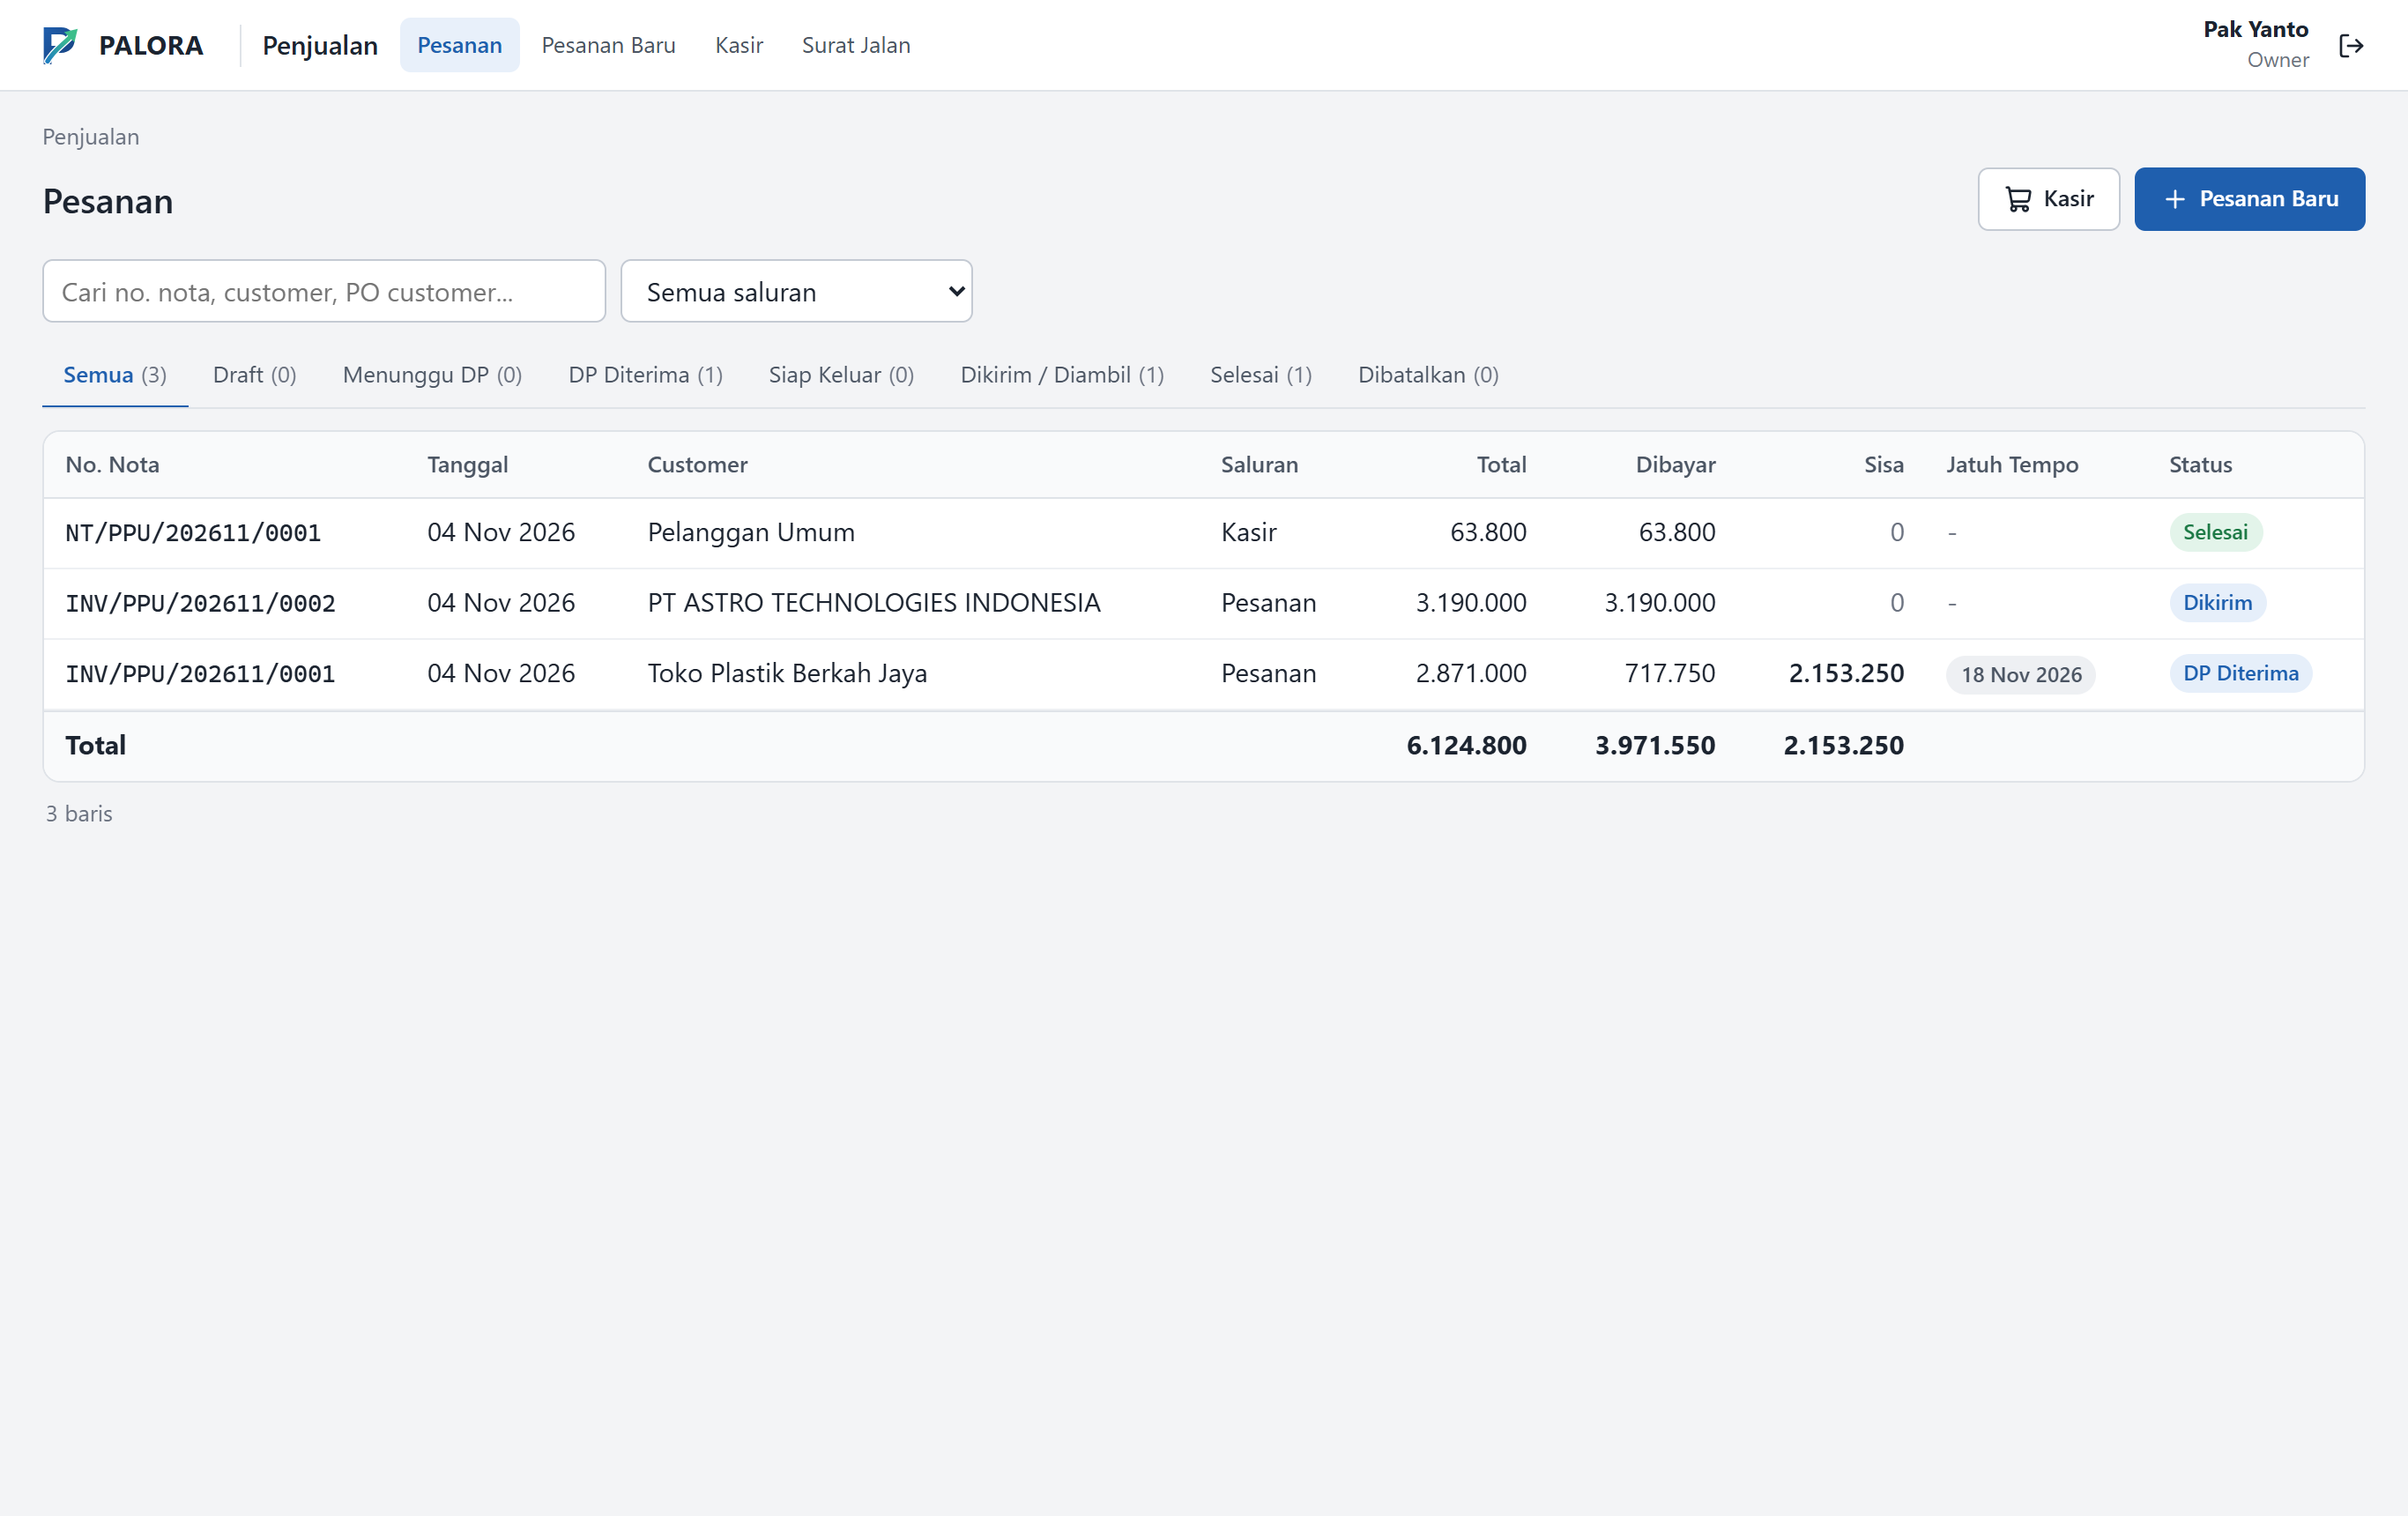 PALORA Penjualan Pesanan Pesanan Baru Kasir Surat Jalan Pak Yanto
Owner
Penjualan
Pesanan Kasir + Pesanan Baru
Cari no. nota, customer, PO customer... Semua saluran
Semua (3) Draft (0) Menunggu DP (0) DP Diterima (1) Siap Keluar (0) Dikirim / Diambil (1) Selesai (1) Dibatalkan (0)
No. Nota Tanggal Customer Saluran Total Dibayar Sisa Jatuh Tempo Status
NT/PPU/202611/0001 04 Nov 2026 Pelanggan Umum Kasir 63.800 63.800 0 - Selesai
INV/PPU/202611/0002 04 Nov 2026 PT ASTRO TECHNOLOGIES INDONESIA Pesanan 3.190.000 3.190.000 0 - Dikirim
INV/PPU/202611/0001 04 Nov 2026 Toko Plastik Berkah Jaya Pesanan 2.871.000 717.750 2.153.250 18 Nov 2026 DP Diterima
Total 6.124.800 3.971.550 2.153.250
3 baris